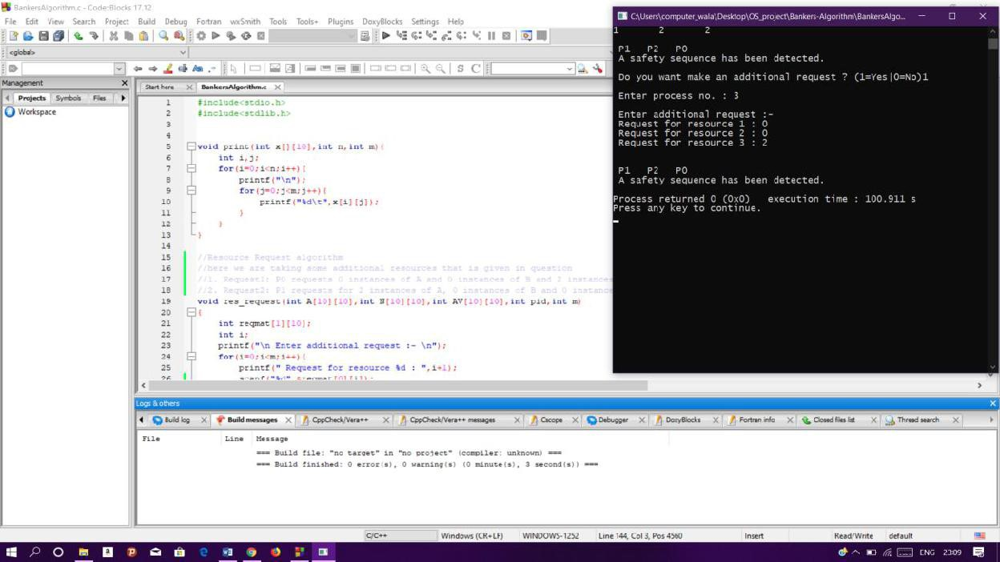 BankersAlgorithm.c - Code::Blocks 17.12
File Edit View Search Project Build Debug Fortran wxSmith Tools Tools+ Plugins DoxyBlocks Settings Help
<global>
Management
Projects Symbols Files
Workspace
Start here BankersAlgorithm.c
1 #include<stdio.h>
2 #include<stdlib.h>
3
4
5 void print(int x[][10],int n,int m){
6 int i,j;
7 for(i=0;i<n;i++){
8 printf("\n");
9 for(j=0;j<m;j++){
10 printf("%d\t",x[i][j]);
11 }
12 }
13 }
14
15 //Resource Request algorithm
16 //here we are taking some additional resources that is given in question
17 //1. Request1: P0 requests 0 instances of A and 0 instances of B and 2 instances
18 //2. Request2: P1 requests for 2 instances of A, 0 instances of B and 0 instance
19 void res_request(int A[10][10],int N[10][10],int AV[10][10],int pid,int m)
20 {
21 int reqmat[1][10];
22 int i;
23 printf("\n Enter additional request :- \n");
24 for(i=0;i<m;i++){
25 printf(" Request for resource %d : ",i+1);
26 scanf("%d",&reqmat[0][i]);
C:\Users\computer_wala\Desktop\OS_project\Bankers-Algorithm\BankersAlgo...
1 2 2
P1 P2 P0
A safety sequence has been detected.
Do you want make an additional request ? (1=Yes|0=No)1
Enter process no. : 3
Enter additional request :-
Request for resource 1 : 0
Request for resource 2 : 0
Request for resource 3 : 2
P1 P2 P0
A safety sequence has been detected.
Process returned 0 (0x0) execution time : 100.911 s
Press any key to continue.
Logs & others
Build log Build messages CppCheck/Vera++ CppCheck/Vera++ messages Cscope Debugger DoxyBlocks Fortran info Closed files list Thread search
File Line Message
=== Build file: "no target" in "no project" (compiler: unknown) ===
=== Build finished: 0 error(s), 0 warning(s) (0 minute(s), 3 second(s)) ===
C/C++ Windows (CR+LF) WINDOWS-1252 Line 144, Col 3, Pos 4560 Insert Read/Write default
ENG 23:09